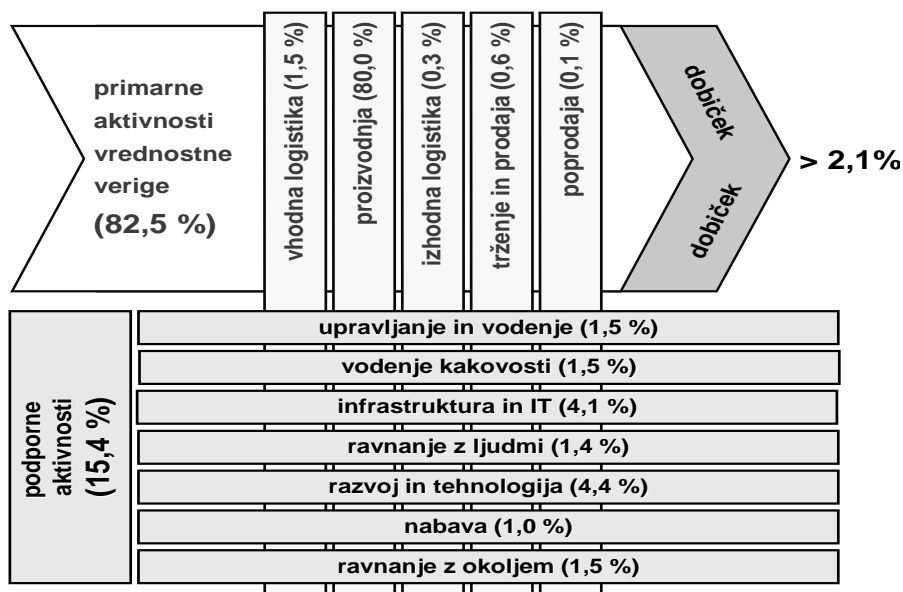 primarne
aktivnosti
vrednostne
verige
(82,5 %)
vhodna logistika (1,5 %)
proizvodnja (80,0 %)
izhodna logistika (0,3 %)
trženje in prodaja (0,6 %)
poprodaja (0,1 %)
dobiček
dobiček
> 2,1%
podporne
aktivnosti
(15,4 %)
upravljanje in vodenje (1,5 %)
vodenje kakovosti (1,5 %)
infrastruktura in IT (4,1 %)
ravnanje z ljudmi (1,4 %)
razvoj in tehnologija (4,4 %)
nabava (1,0 %)
ravnanje z okoljem (1,5 %)